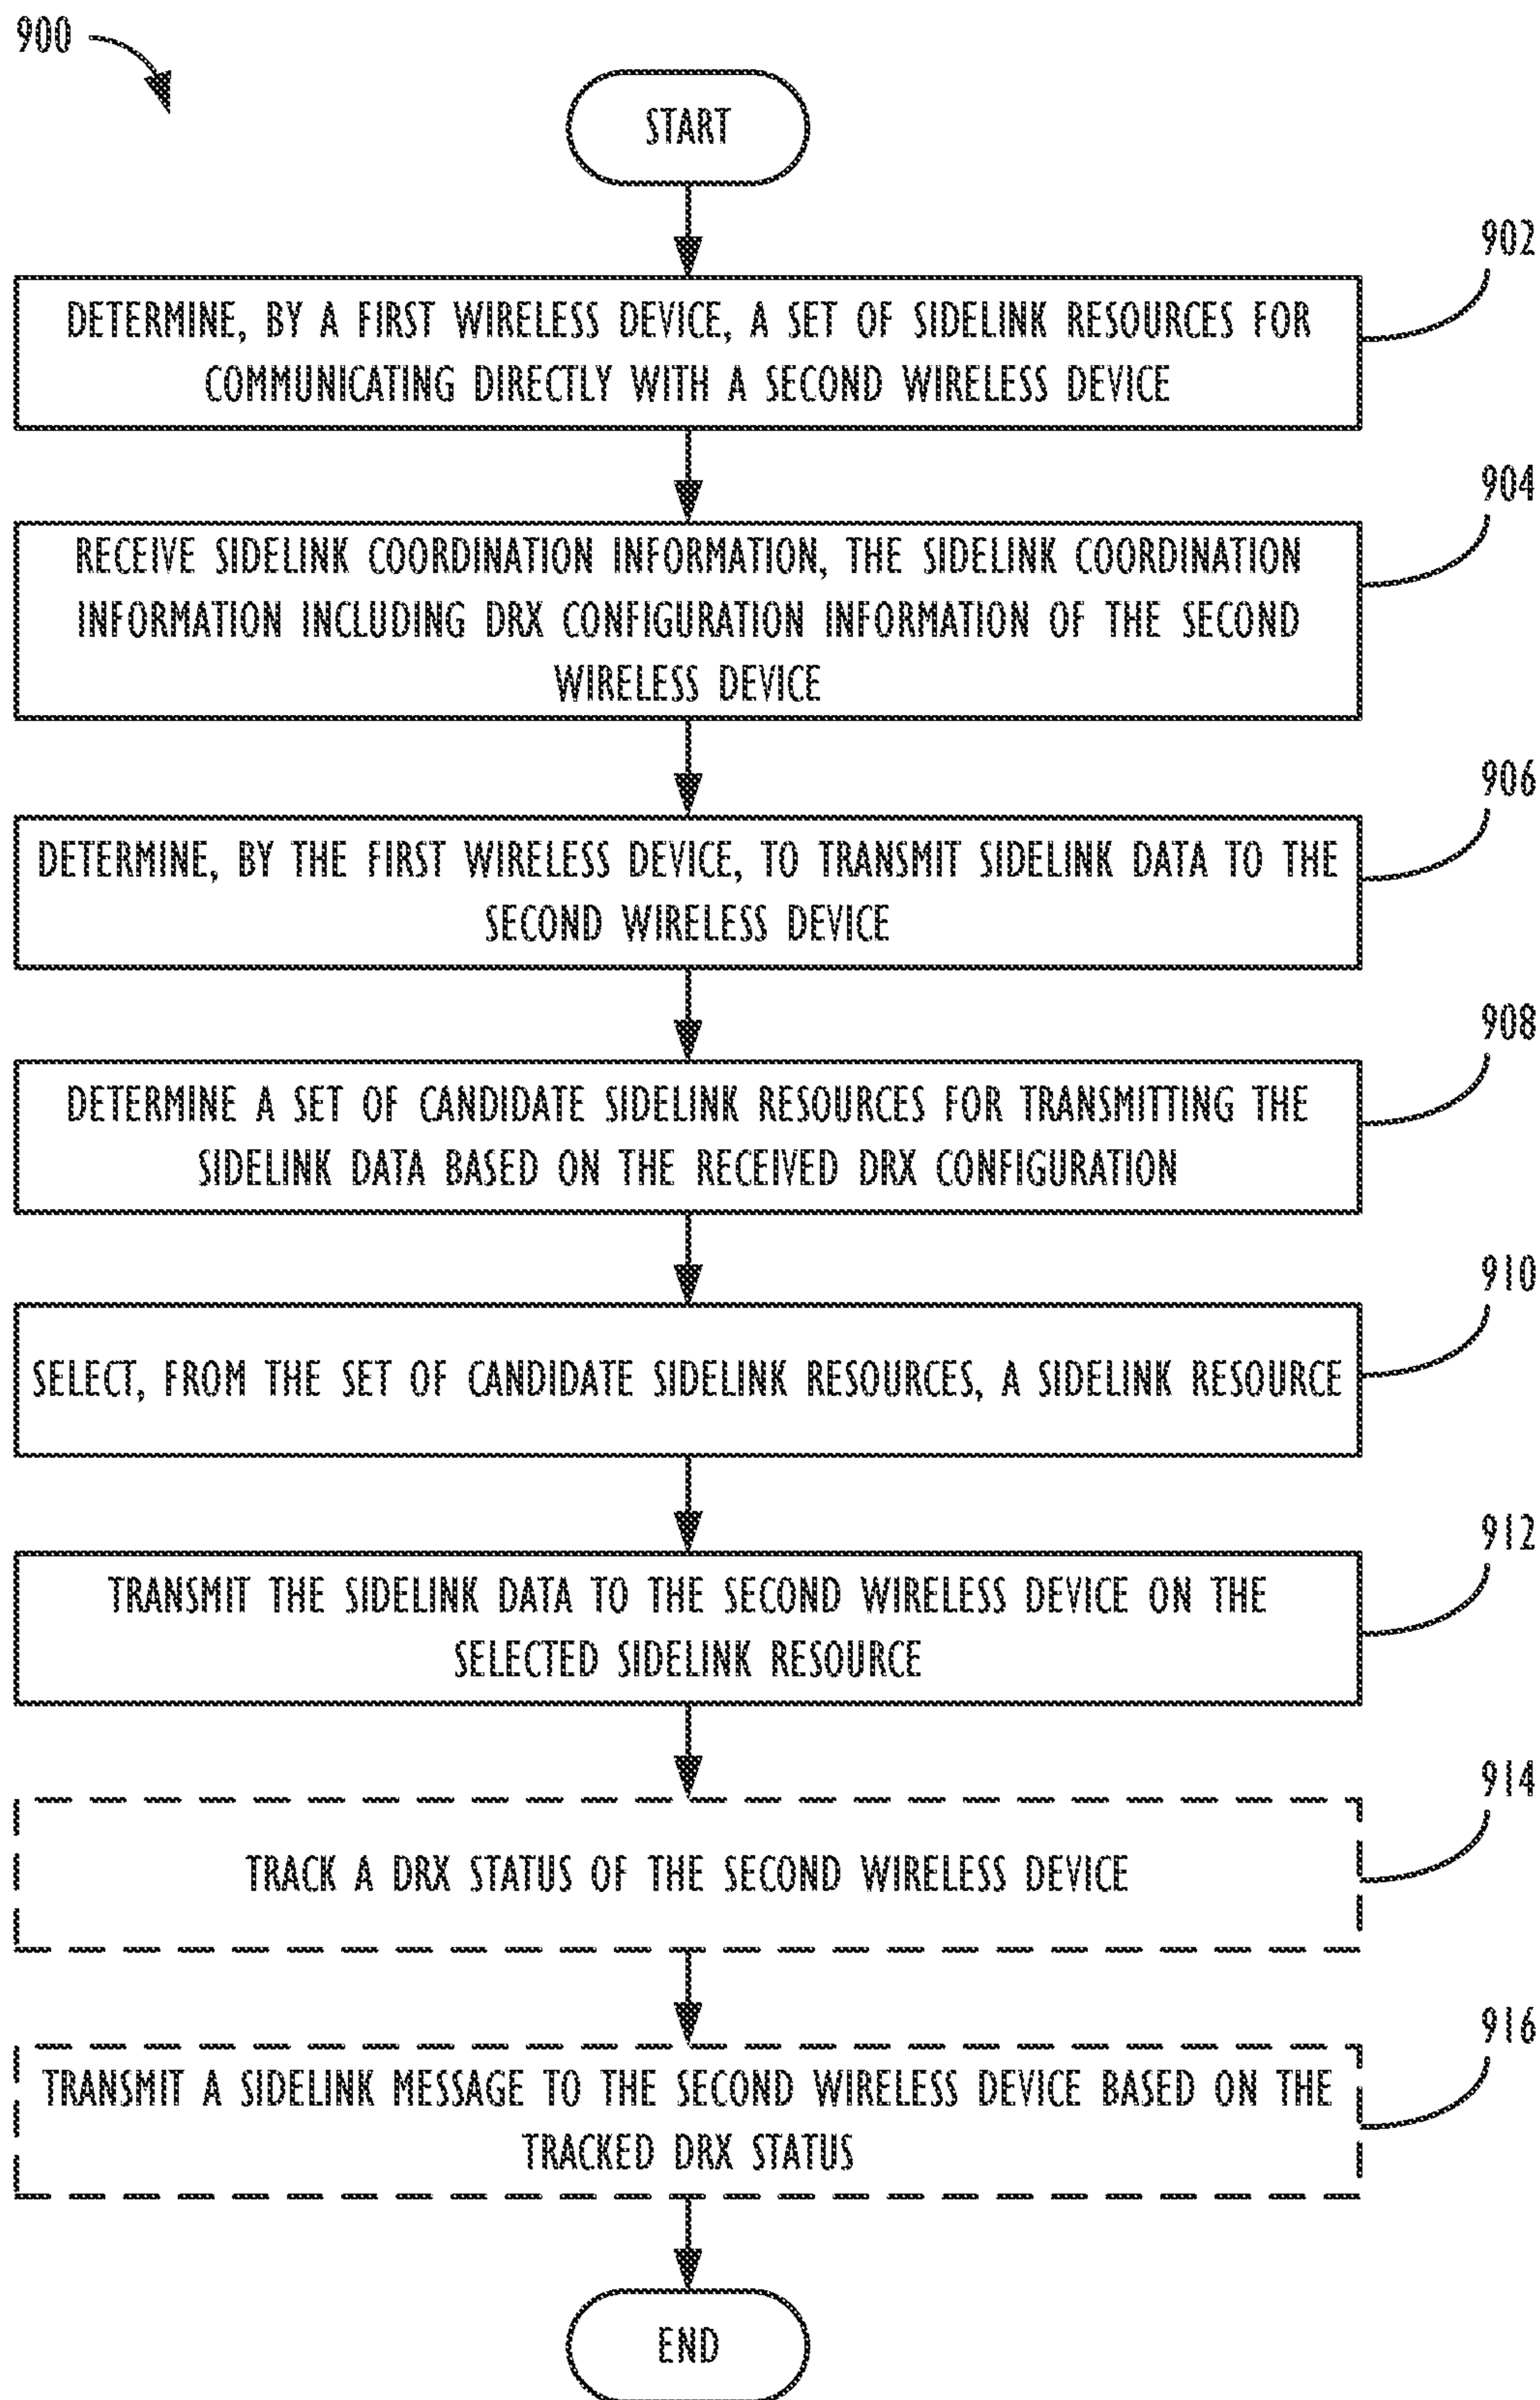 900
START
902
DETERMINE, BY A FIRST WIRELESS DEVICE, A SET OF SIDELINK RESOURCES FOR
COMMUNICATING DIRECTLY WITH A SECOND WIRELESS DEVICE
904
RECEIVE SIDELINK COORDINATION INFORMATION, THE SIDELINK COORDINATION
INFORMATION INCLUDING DRX CONFIGURATION INFORMATION OF THE SECOND
WIRELESS DEVICE
906
DETERMINE, BY THE FIRST WIRELESS DEVICE, TO TRANSMIT SIDELINK DATA TO THE
SECOND WIRELESS DEVICE
908
DETERMINE A SET OF CANDIDATE SIDELINK RESOURCES FOR TRANSMITTING THE
SIDELINK DATA BASED ON THE RECEIVED DRX CONFIGURATION
910
SELECT, FROM THE SET OF CANDIDATE SIDELINK RESOURCES, A SIDELINK RESOURCE
912
TRANSMIT THE SIDELINK DATA TO THE SECOND WIRELESS DEVICE ON THE
SELECTED SIDELINK RESOURCE
914
TRACK A DRX STATUS OF THE SECOND WIRELESS DEVICE
916
TRANSMIT A SIDELINK MESSAGE TO THE SECOND WIRELESS DEVICE BASED ON THE
TRACKED DRX STATUS
END